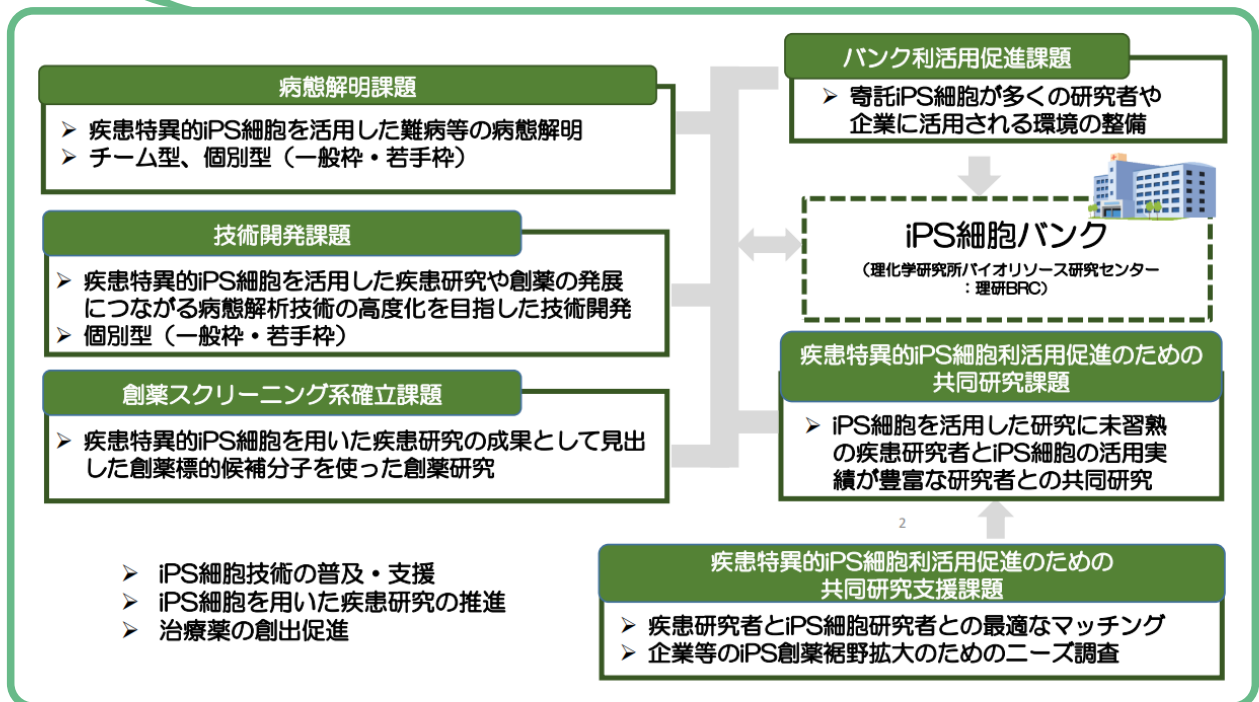 病態解明課題
➢ 疾患特異的iPS細胞を活用した難病等の病態解明
➢ チーム型、個別型（一般枠・若手枠）
技術開発課題
➢ 疾患特異的iPS細胞を活用した疾患研究や創薬の発展
につながる病態解析技術の高度化を目指した技術開発
➢ 個別型（一般枠・若手枠）
創薬スクリーニング系確立課題
➢ 疾患特異的iPS細胞を用いた疾患研究の成果として見出
した創薬標的候補分子を使った創薬研究
➢ iPS細胞技術の普及・支援
➢ iPS細胞を用いた疾患研究の推進
➢ 治療薬の創出促進
バンク利活用促進課題
➢ 寄託iPS細胞が多くの研究者や
企業に活用される環境の整備
iPS細胞バンク
（理化学研究所バイオリソース研究センター
：理研BRC）
疾患特異的iPS細胞利活用促進のための
共同研究課題
➢ iPS細胞を活用した研究に未習熟
の疾患研究者とiPS細胞の活用実
績が豊富な研究者との共同研究
2
疾患特異的iPS細胞利活用促進のための
共同研究支援課題
➢ 疾患研究者とiPS細胞研究者との最適なマッチング
➢ 企業等のiPS創薬裾野拡大のためのニーズ調査